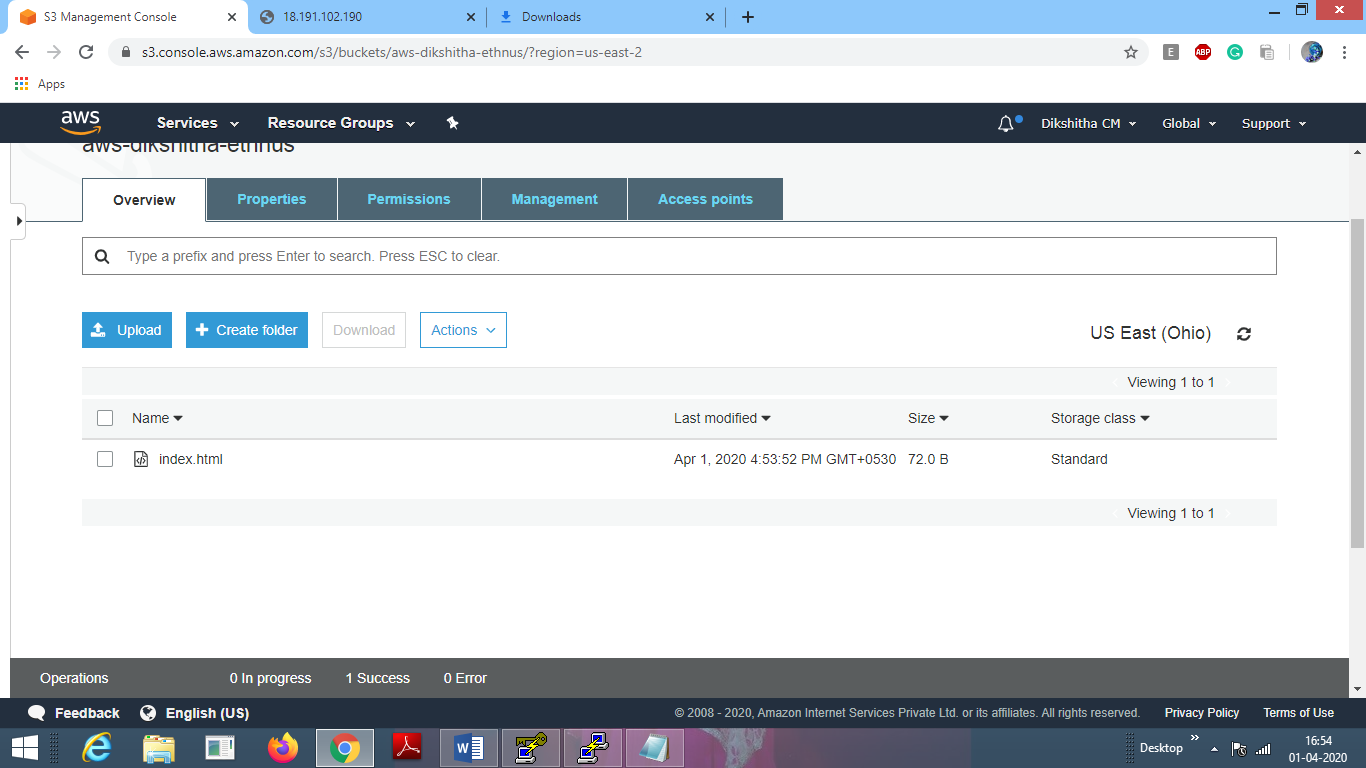 S3 Management Console
18.191.102.190
Downloads
s3.console.aws.amazon.com/s3/buckets/aws-dikshitha-ethnus/?region=us-east-2
E ABP G
Apps
aws Services Resource Groups Dikshitha CM Global Support
aws-dikshitha-ethnus
Overview Properties Permissions Management Access points
Type a prefix and press Enter to search. Press ESC to clear.
Upload Create folder Download Actions US East (Ohio)
Viewing 1 to 1
Name Last modified Size Storage class
index.html Apr 1, 2020 4:53:52 PM GMT+0530 72.0 B Standard
Viewing 1 to 1
Operations 0 In progress 1 Success 0 Error
Feedback English (US) © 2008 - 2020, Amazon Internet Services Private Ltd. or its affiliates. All rights reserved. Privacy Policy Terms of Use
Desktop 16:54
01-04-2020